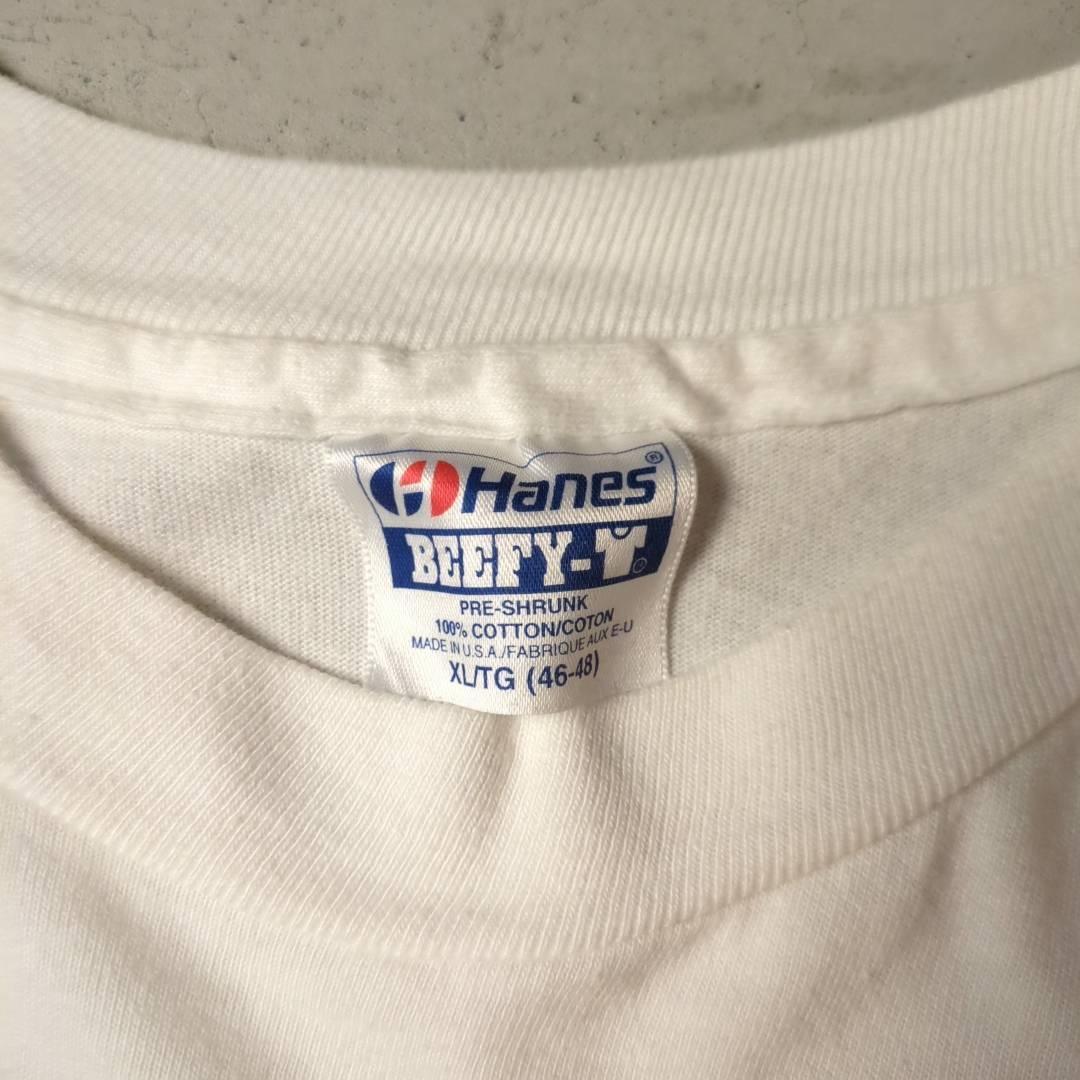 Hanes®
BEEFY-T®
PRE-SHRUNK
100% COTTON/COTON
MADE IN U.S.A./FABRIQUE AUX E-U
XL/TG (46-48)